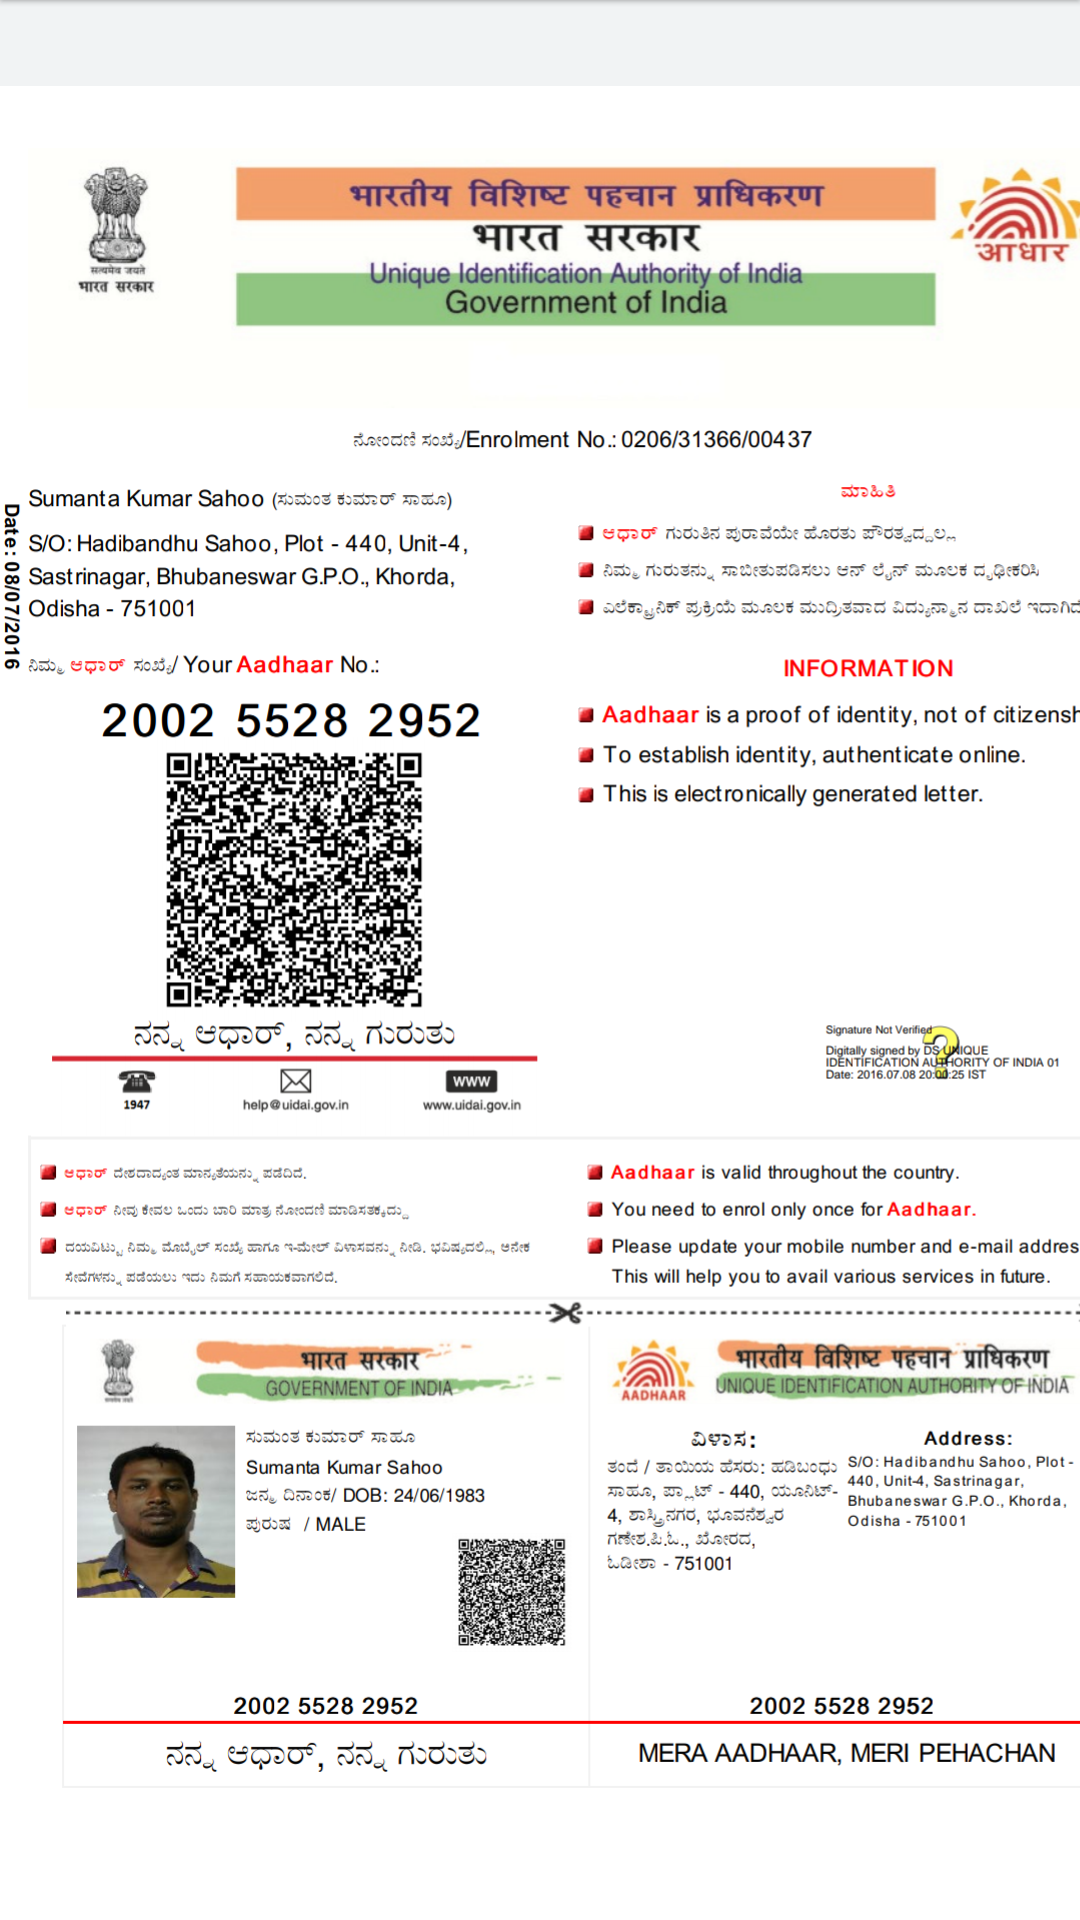 भारतीय विशिष्ट पहचान प्राधिकरण
भारत सरकार
Unique Identification Authority of India
Government of India
सत्यमेव जयते
भारत सरकार
आधार
ನೋಂದಣಿ ಸಂಖ್ಯೆ/Enrolment No.: 0206/31366/00437
Date: 08/07/2016
Sumanta Kumar Sahoo (ಸುಮಂತ ಕುಮಾರ್ ಸಾಹೂ)
S/O: Hadibandhu Sahoo, Plot - 440, Unit-4,
Sastrinagar, Bhubaneswar G.P.O., Khorda,
Odisha - 751001
ನಿಮ್ಮ ಆಧಾರ್ ಸಂಖ್ಯೆ/ Your Aadhaar No.:
2002 5528 2952
ನನ್ನ ಆಧಾರ್, ನನ್ನ ಗುರುತು
1947
help@uidai.gov.in
www
www.uidai.gov.in
ಮಾಹಿತಿ
ಆಧಾರ್ ಗುರುತಿನ ಪುರಾವೆಯೇ ಹೊರತು ಪೌರತ್ವದ್ದಲ್ಲ
ನಿಮ್ಮ ಗುರುತನ್ನು ಸಾಬೀತುಪಡಿಸಲು ಆನ್ ಲೈನ್ ಮೂಲಕ ದೃಢೀಕರಿಸಿ
ಎಲೆಕ್ಟ್ರಾನಿಕ್ ಪ್ರಕ್ರಿಯೆ ಮೂಲಕ ಮುದ್ರಿತವಾದ ವಿದ್ಯುನ್ಮಾನ ದಾಖಲೆ ಇದಾಗಿದೆ
INFORMATION
Aadhaar is a proof of identity, not of citizensh
To establish identity, authenticate online.
This is electronically generated letter.
Signature Not Verified
Digitally signed by DS UNIQUE
IDENTIFICATION AUTHORITY OF INDIA 01
Date: 2016.07.08 20:00:25 IST
ಆಧಾರ್ ದೇಶದಾದ್ಯಂತ ಮಾನ್ಯತೆಯನ್ನು ಪಡೆದಿದೆ.
ಆಧಾರ್ ನೀವು ಕೇವಲ ಒಂದು ಬಾರಿ ಮಾತ್ರ ನೋಂದಣಿ ಮಾಡಿಸತಕ್ಕದ್ದು
ದಯವಿಟ್ಟು ನಿಮ್ಮ ಮೊಬೈಲ್ ಸಂಖ್ಯೆ ಹಾಗೂ ಇ-ಮೇಲ್ ವಿಳಾಸವನ್ನು ನೀಡಿ. ಭವಿಷ್ಯದಲ್ಲಿ, ಅನೇಕ
ಸೇವೆಗಳನ್ನು ಪಡೆಯಲು ಇದು ನಿಮಗೆ ಸಹಾಯಕವಾಗಲಿದೆ.
Aadhaar is valid throughout the country.
You need to enrol only once for Aadhaar.
Please update your mobile number and e-mail addres
This will help you to avail various services in future.
भारत सरकार
GOVERNMENT OF INDIA
ಸುಮಂತ ಕುಮಾರ್ ಸಾಹೂ
Sumanta Kumar Sahoo
ಜನ್ಮ ದಿನಾಂಕ/ DOB: 24/06/1983
ಪುರುಷ / MALE
2002 5528 2952
ನನ್ನ ಆಧಾರ್, ನನ್ನ ಗುರುತು
AADHAAR
भारतीय विशिष्ट पहचान प्राधिकरण
UNIQUE IDENTIFICATION AUTHORITY OF INDIA
ವಿಳಾಸ:
ತಂದೆ / ತಾಯಿಯ ಹೆಸರು: ಹಡಿಬಂಧು
ಸಾಹೂ, ಪ್ಲಾಟ್ - 440, ಯೂನಿಟ್-
4, ಶಾಸ್ತ್ರಿನಗರ, ಭೂವನೆಶ್ವರ
ಗಣೇಶ.ಪಿ.ಓ., ಖೋರದ,
ಓಡೀಶಾ - 751001
Address:
S/O: Hadibandhu Sahoo, Plot -
440, Unit-4, Sastrinagar,
Bhubaneswar G.P.O., Khorda,
Odisha - 751001
2002 5528 2952
MERA AADHAAR, MERI PEHACHAN